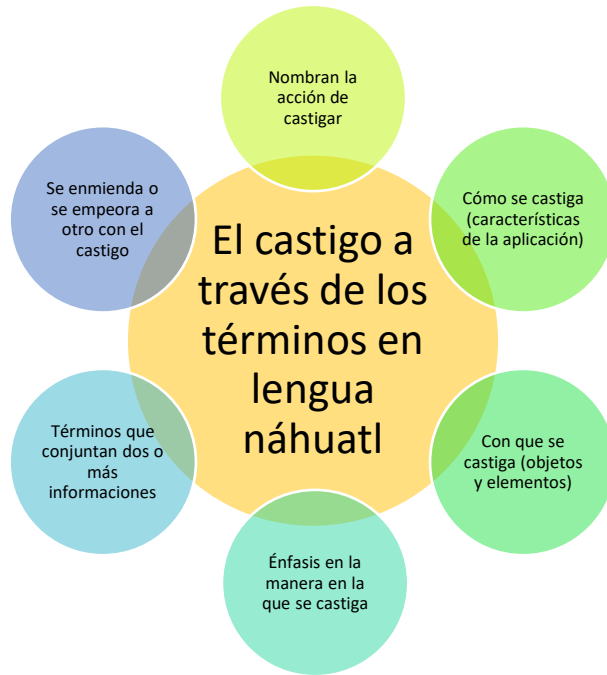 Nombran la
acción de
castigar
Cómo se castiga
(características
de la aplicación)
Con que se
castiga (objetos
y elementos)
Énfasis en la
manera en la
que se castiga
Términos que
conjuntan dos o
más
informaciones
Se enmienda o
se empeora a
otro con el
castigo
El castigo a
través de los
términos en
lengua
náhuatl